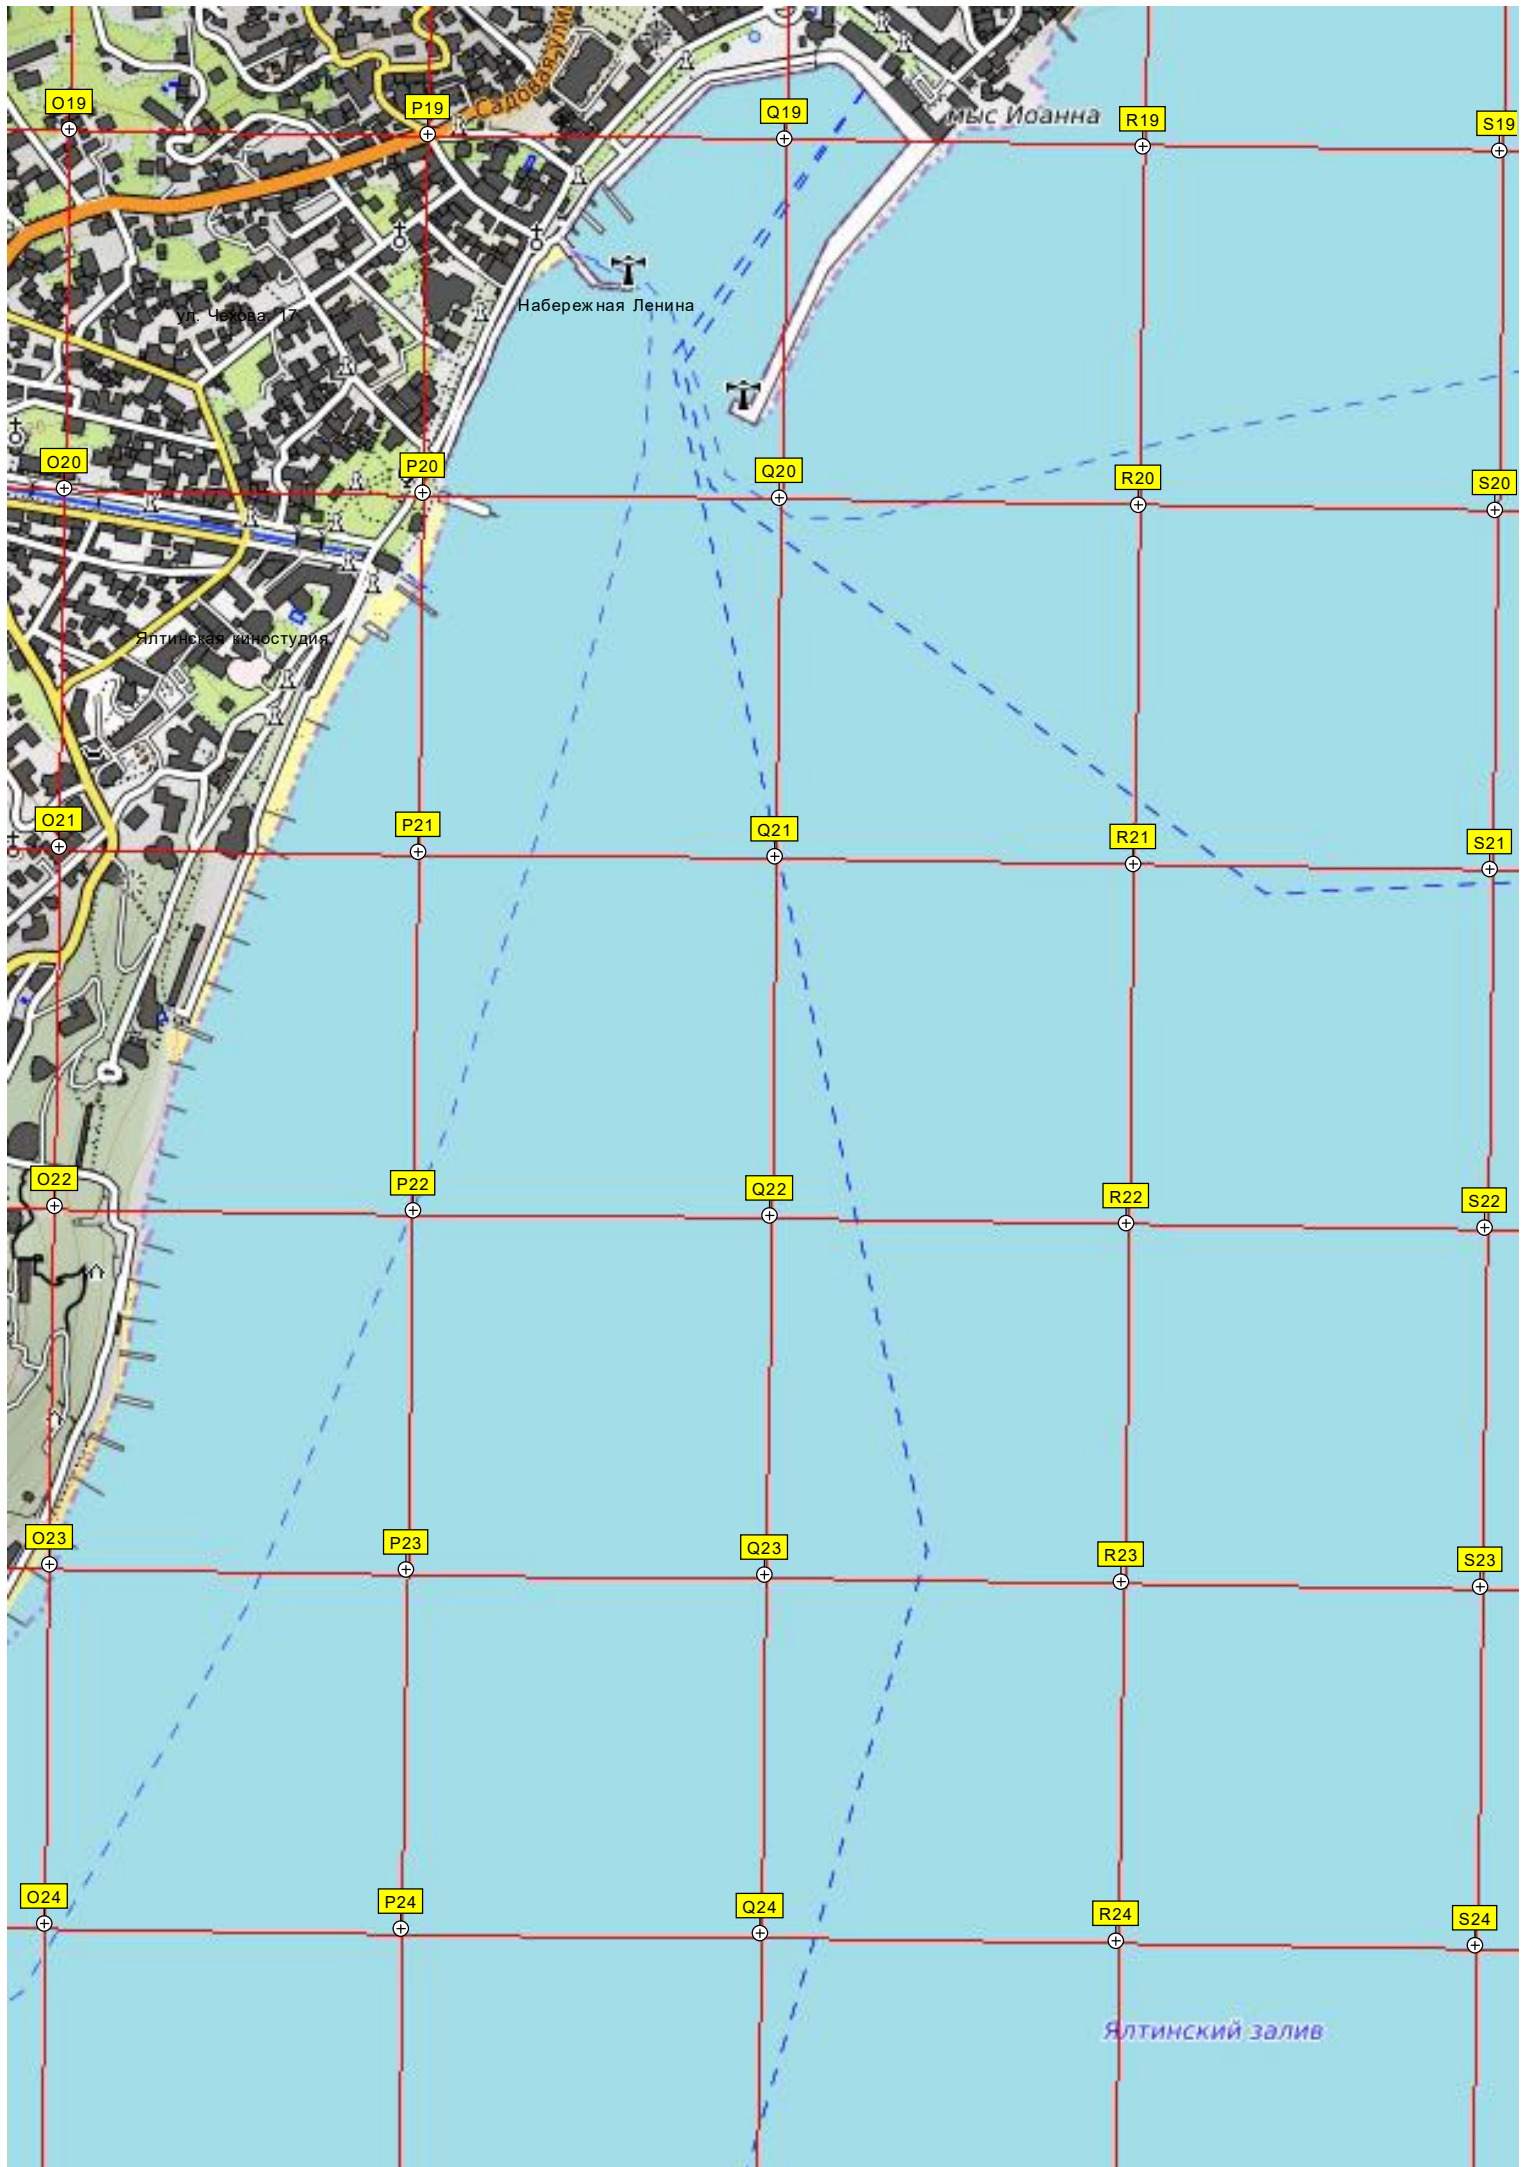 O19
P19
Садовая улица
Q19
мыс Иоанна
R19
S19
Набережная Ленина
ул. Чехова, 17
O20
P20
Q20
R20
S20
Ялтинская киностудия
O21
P21
Q21
R21
S21
O22
P22
Q22
R22
S22
O23
P23
Q23
R23
S23
O24
P24
Q24
R24
S24
Ялтинский залив